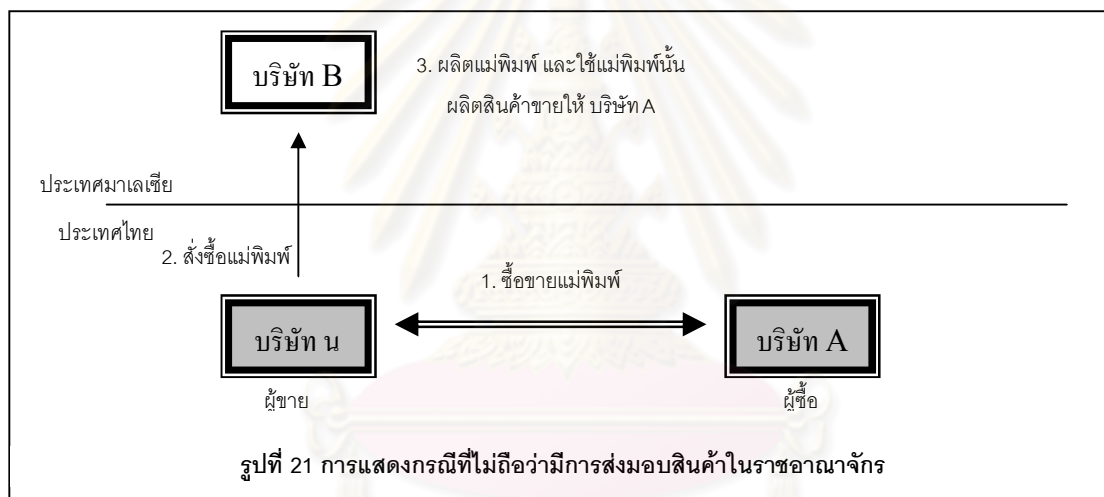 บริษัท B
3. ผลิตแม่พิมพ์ และใช้แม่พิมพ์นั้น
ผลิตสินค้าขายให้ บริษัท A
ประเทศมาเลเซีย
ประเทศไทย
2. สั่งซื้อแม่พิมพ์
1. ซื้อขายแม่พิมพ์
บริษัท น
บริษัท A
ผู้ขาย
ผู้ซื้อ
รูปที่ 21 การแสดงกรณีที่ไม่ถือว่ามีการส่งมอบสินค้าในราชอาณาจักร